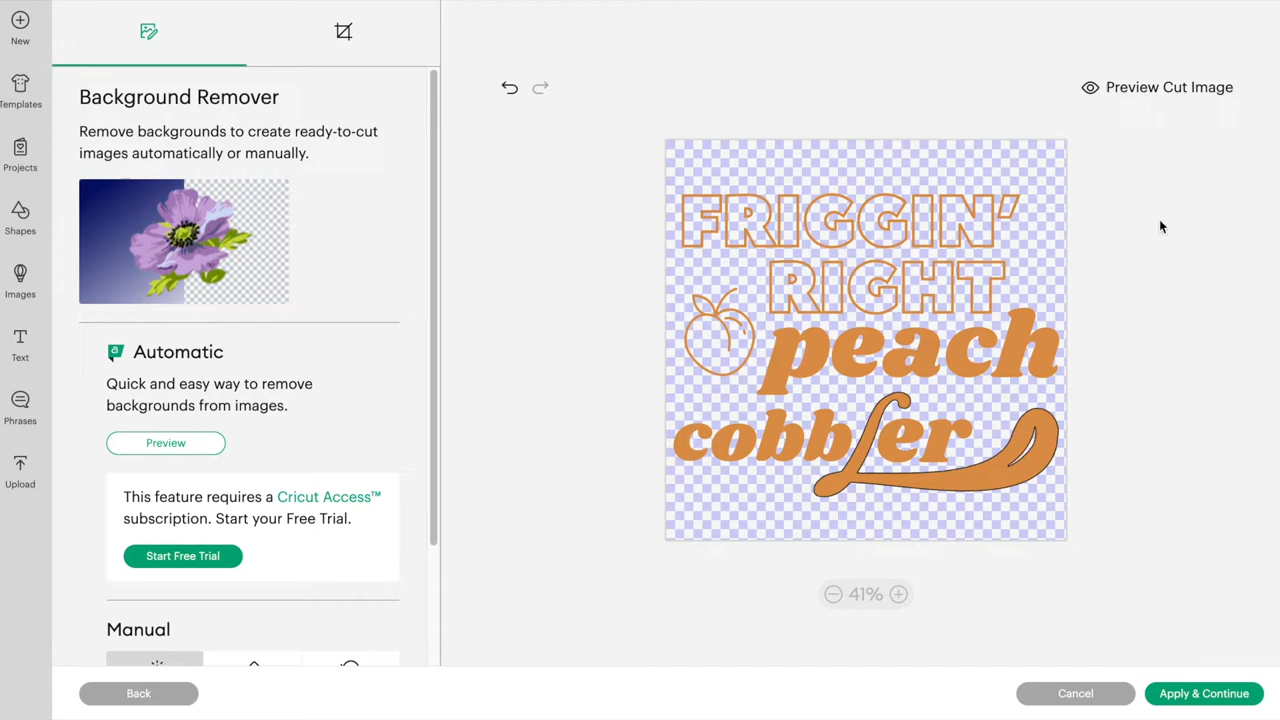 New
Templates
Projects
Shapes
Images
Text
Phrases
Upload
Background Remover
Remove backgrounds to create ready-to-cut
images automatically or manually.
Automatic
Quick and easy way to remove
backgrounds from images.
Preview
This feature requires a Cricut Access™
subscription. Start your Free Trial.
Start Free Trial
Manual
Preview Cut Image
FRIGGIN'
RIGHT
peach
cobbler
41%
Back
Cancel
Apply & Continue